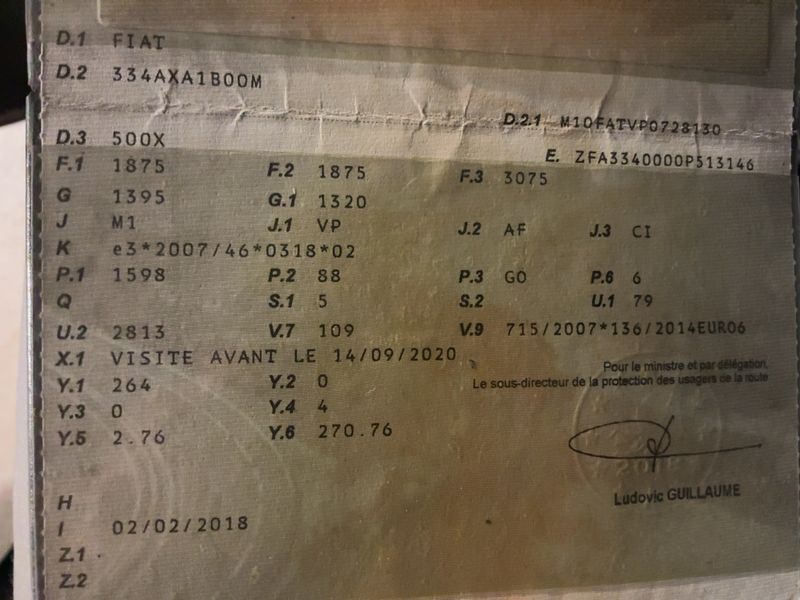 D.1 FIAT
D.2 334AXA1B00M
D.2.1 M10FATVP0728130
D.3 500X
E. ZFA3340000P513146
F.1 1875 F.2 1875 F.3 3075
G 1395 G.1 1320
J M1 J.1 VP J.2 AF J.3 CI
K e3*2007/46*0318*02
P.1 1598 P.2 88 P.3 GO P.6 6
Q S.1 5 S.2 U.1 79
U.2 2813 V.7 109 V.9 715/2007*136/2014EURO6
X.1 VISITE AVANT LE 14/09/2020
Pour le ministre et par délégation,
Le sous-directeur de la protection des usagers de la route
Y.1 264 Y.2 0
Y.3 0 Y.4 4
Y.5 2.76 Y.6 270.76
Ludovic GUILLAUME
H
I 02/02/2018
Z.1
Z.2